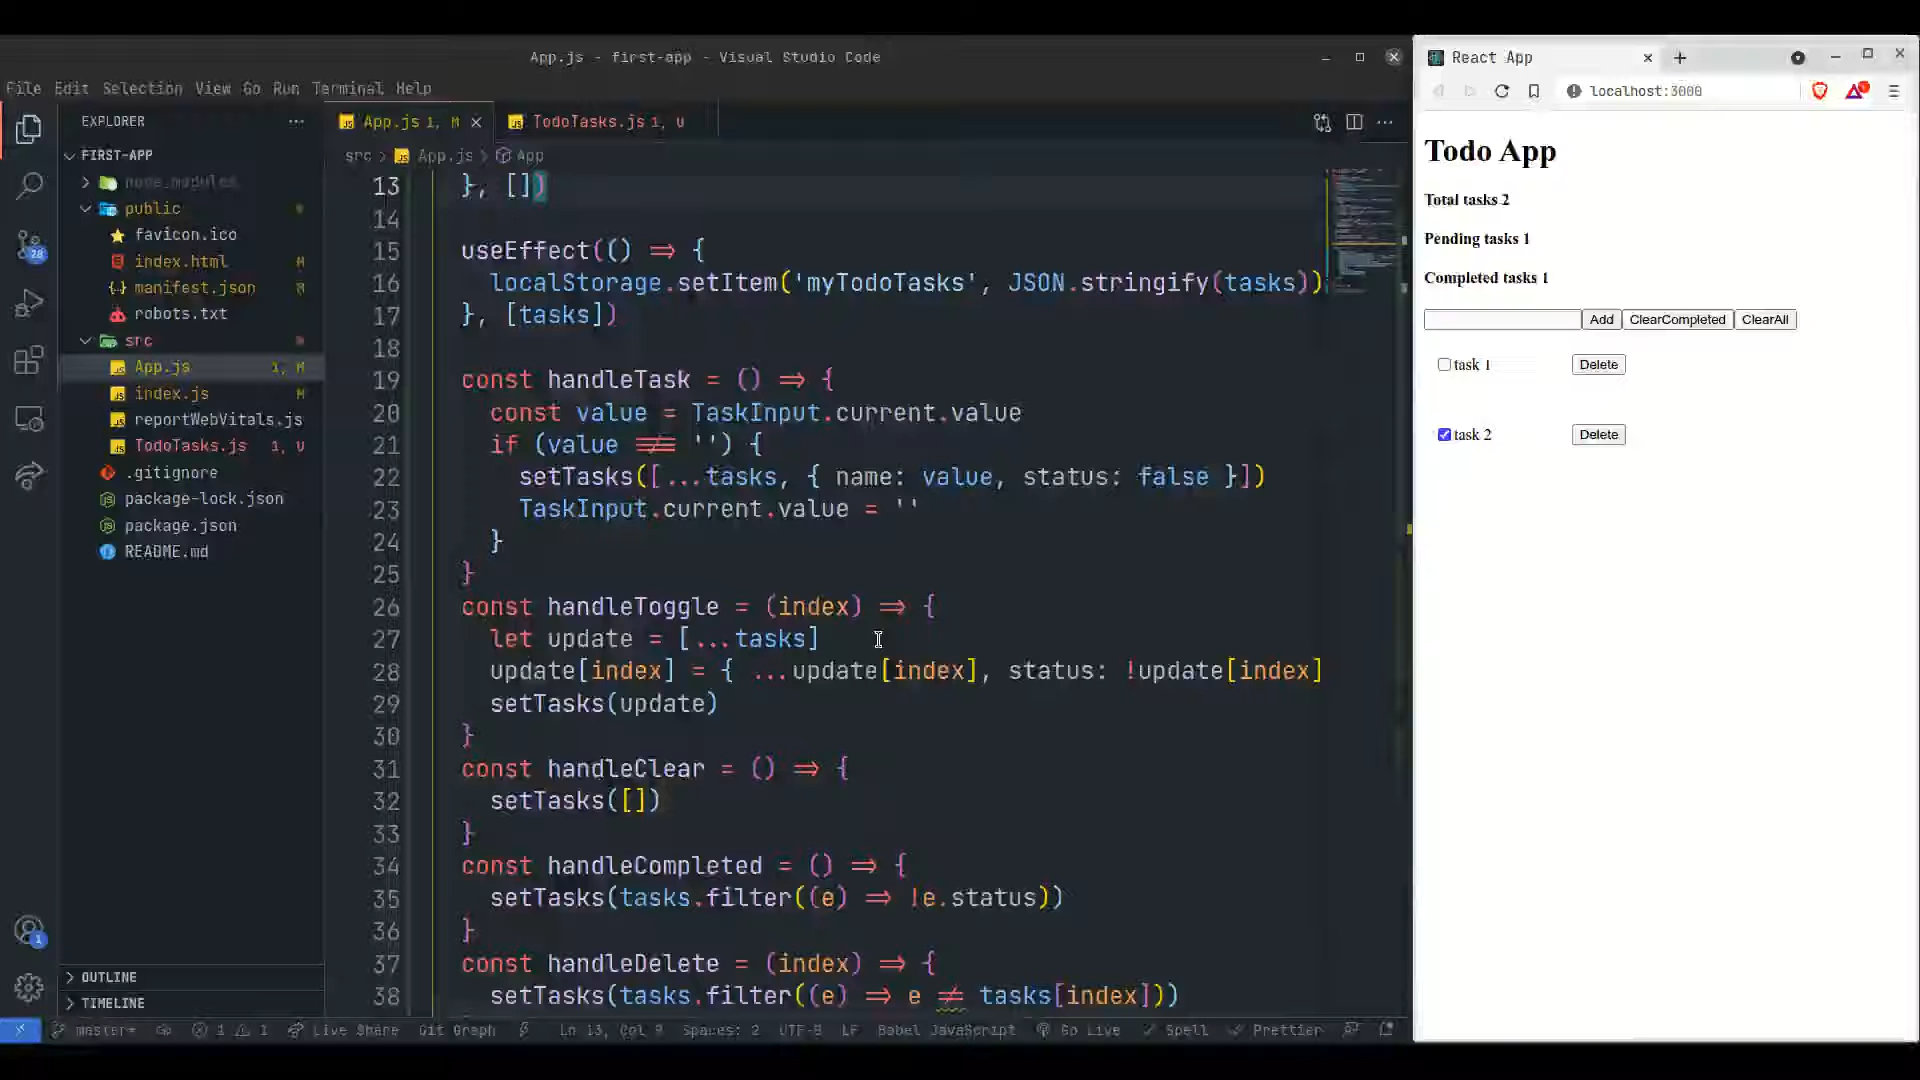 App.js - first-app - Visual Studio Code
File Edit Selection View Go Run Terminal Help
EXPLORER
FIRST-APP
node_modules
public
favicon.ico
index.html M
manifest.json M
robots.txt
src
App.js 1, M
index.js M
reportWebVitals.js
TodoTasks.js 1, U
.gitignore
package-lock.json
package.json
README.md
OUTLINE
TIMELINE
28
1
App.js 1, M
TodoTasks.js 1, U
src > App.js > App
13 }, [])
14
15 useEffect(() => {
16 localStorage.setItem('myTodoTasks', JSON.stringify(tasks))
17 }, [tasks])
18
19 const handleTask = () => {
20 const value = TaskInput.current.value
21 if (value !== '') {
22 setTasks([...tasks, { name: value, status: false }])
23 TaskInput.current.value = ''
24 }
25 }
26 const handleToggle = (index) => {
27 let update = [...tasks]
28 update[index] = { ...update[index], status: !update[index]
29 setTasks(update)
30 }
31 const handleClear = () => {
32 setTasks([])
33 }
34 const handleCompleted = () => {
35 setTasks(tasks.filter((e) => !e.status))
36 }
37 const handleDelete = (index) => {
38 setTasks(tasks.filter((e) => e != tasks[index]))
master* 1 1 Live Share Git Graph Ln 13, Col 9 Spaces: 2 UTF-8 LF Babel JavaScript Go Live Spell Prettier
React App
localhost:3000
Todo App
Total tasks 2
Pending tasks 1
Completed tasks 1
Add ClearCompleted ClearAll
task 1 Delete
task 2 Delete